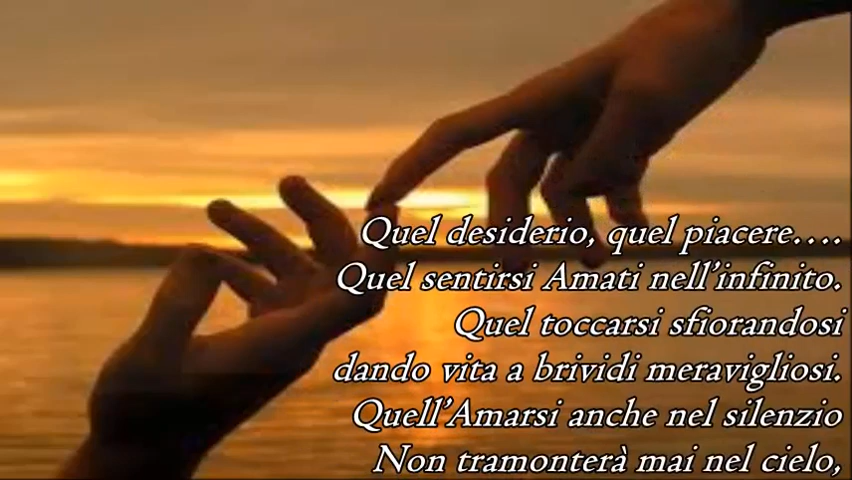 Quel desiderio, quel piacere....
Quel sentirsi Amati nell'infinito.
Quel toccarsi sfiorandosi
dando vita a brividi meravigliosi.
Quell'Amarsi anche nel silenzio
Non tramonterà mai nel cielo,